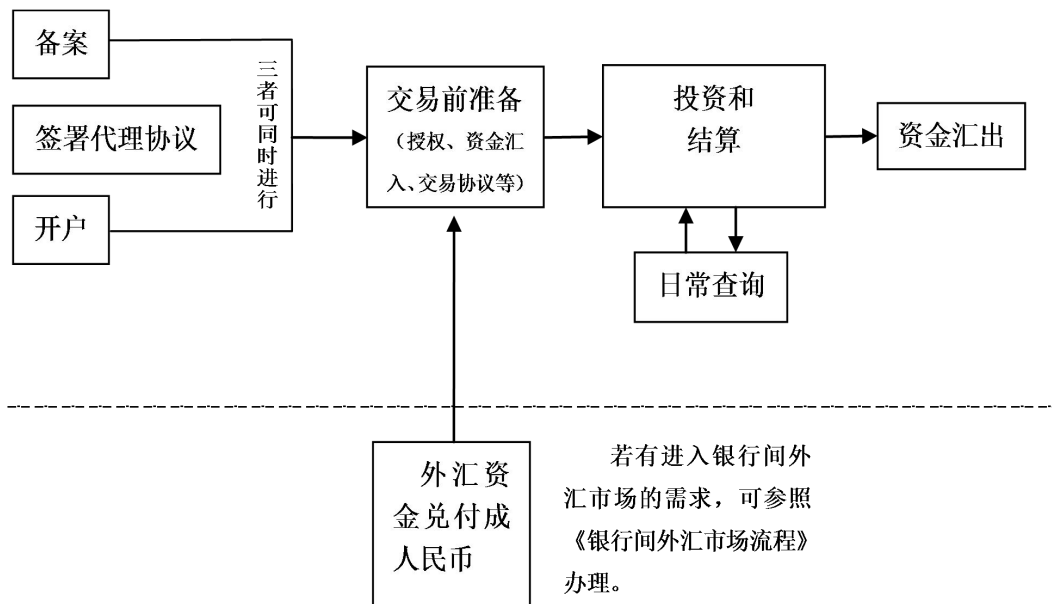 备案
签署代理协议
开户
三者可同时进行
交易前准备
（授权、资金汇
入、交易协议等）
投资和
结算
资金汇出
日常查询
外汇资
金兑付成
人民币
若有进入银行间外
汇市场的需求，可参照
《银行间外汇市场流程》
办理。